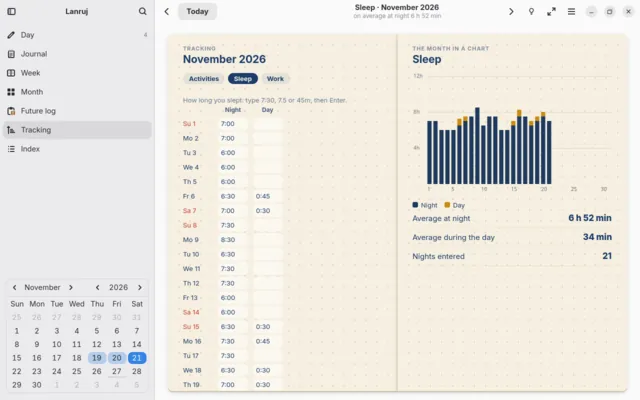 Lanruj
Today
Sleep · November 2026
on average at night 6 h 52 min
Day 4
Journal
Week
Month
Future log
Tracking
Index
November 2026
Sun Mon Tue Wed Thu Fri Sat
25 26 27 28 29 30 31
1 2 3 4 5 6 7
8 9 10 11 12 13 14
15 16 17 18 19 20 21
22 23 24 25 26 27 28
29 30 1 2 3 4 5
TRACKING
November 2026
Activities Sleep Work
How long you slept: type 7:30, 7.5 or 45m, then Enter.
Night Day
Su 1 7:00
Mo 2 7:00
Tu 3 6:00
We 4 6:00
Th 5 6:00
Fr 6 6:30 0:45
Sa 7 7:00 0:30
Su 8 7:30
Mo 9 8:30
Tu 10 6:30
We 11 7:30
Th 12 7:30
Fr 13 6:00
Sa 14 6:00
Su 15 6:30 0:30
Mo 16 7:30 0:45
Tu 17 7:30
We 18 6:30 0:30
Th 19 7:00 0:30
THE MONTH IN A CHART
Sleep
12h
8h
4h
1 5 10 15 20 25 30
Night Day
Average at night 6 h 52 min
Average during the day 34 min
Nights entered 21